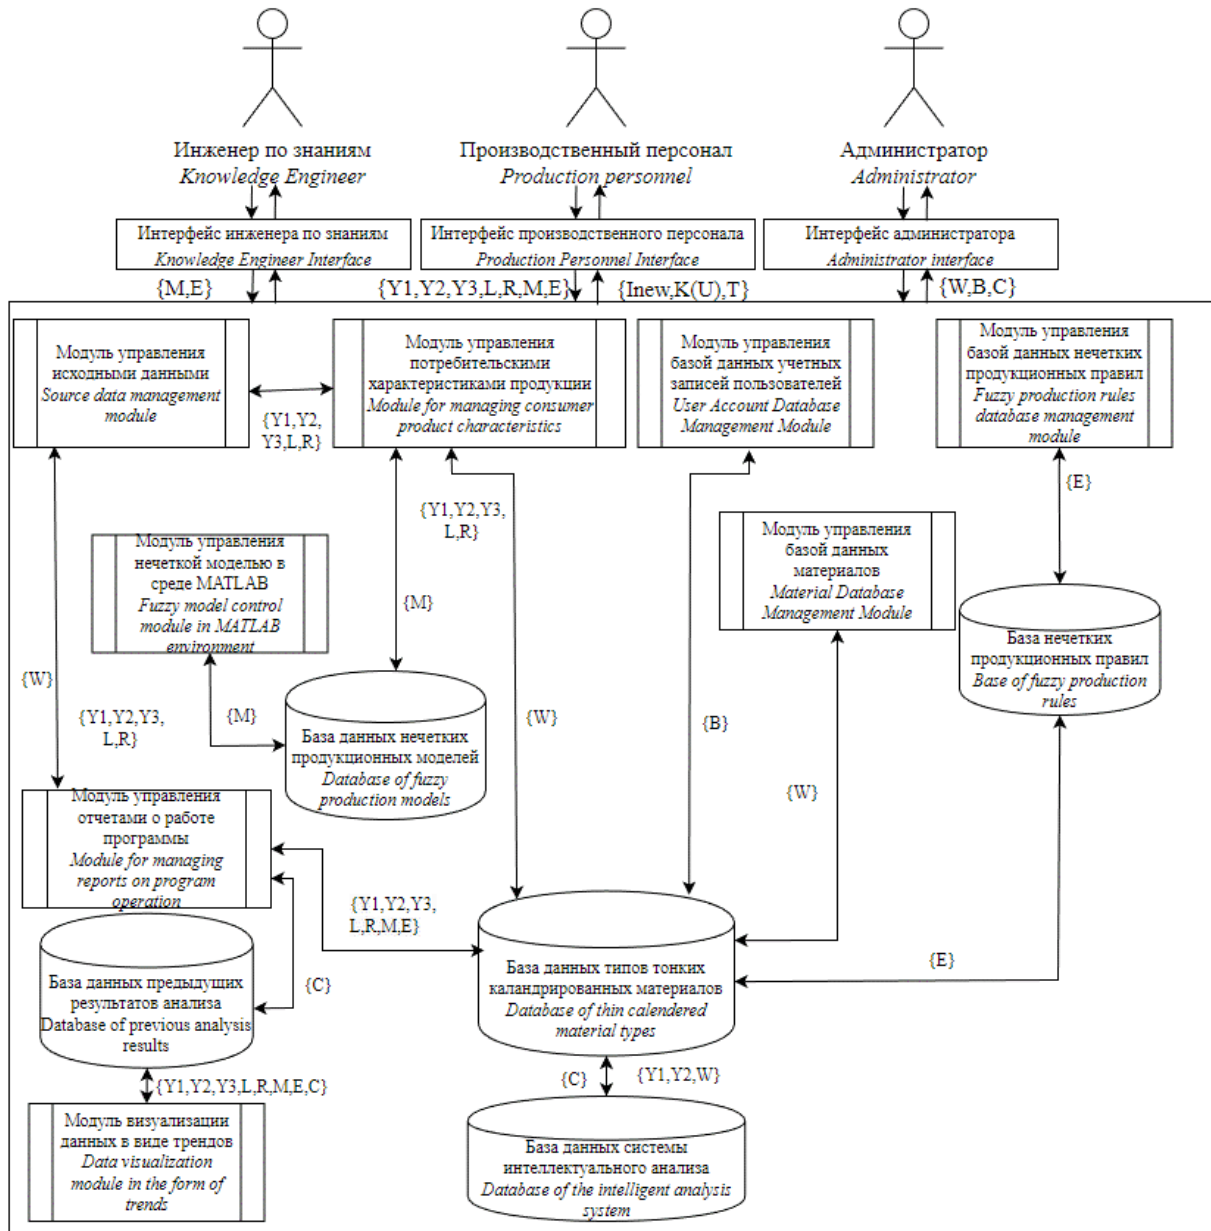 Инженер по знаниям
Knowledge Engineer
Производственный персонал
Production personnel
Администратор
Administrator
Интерфейс инженера по знаниям
Knowledge Engineer Interface
Интерфейс производственного персонала
Production Personnel Interface
Интерфейс администратора
Administrator interface
{M,E}
{Y1,Y2,Y3,L,R,M,E}
{Inew,K(U),T}
{W,B,C}
Модуль управления
исходными данными
Source data management
module
{Y1,Y2,
Y3,L,R}
Модуль управления
потребительскими
характеристиками продукции
Module for managing consumer
product characteristics
Модуль управления
базой данных учетных
записей пользователей
User Account Database
Management Module
Модуль управления
базой данных нечетких
продукционных правил
Fuzzy production rules
database management
module
{Y1,Y2,Y3,
L,R}
{E}
Модуль управления
нечеткой моделью в
среде MATLAB
Fuzzy model control
module in MATLAB
environment
{M}
Модуль управления
базой данных
материалов
Material Database
Management Module
База нечетких
продукционных правил
Base of fuzzy production
rules
{W}
{Y1,Y2,Y3,
L,R}
{M}
{W}
{B}
База данных нечетких
продукционных моделей
Database of fuzzy
production models
{W}
Модуль управления
отчетами о работе
программы
Module for managing
reports on program
operation
{Y1,Y2,Y3,
L,R,M,E}
{E}
База данных типов тонких
каландрированных материалов
Database of thin calendered
material types
База данных предыдущих
результатов анализа
Database of previous analysis
results
{C}
{Y1,Y2,Y3,L,R,M,E,C}
{C}
{Y1,Y2,W}
Модуль визуализации
данных в виде трендов
Data visualization
module in the form of
trends
База данных системы
интеллектуального анализа
Database of the intelligent analysis
system